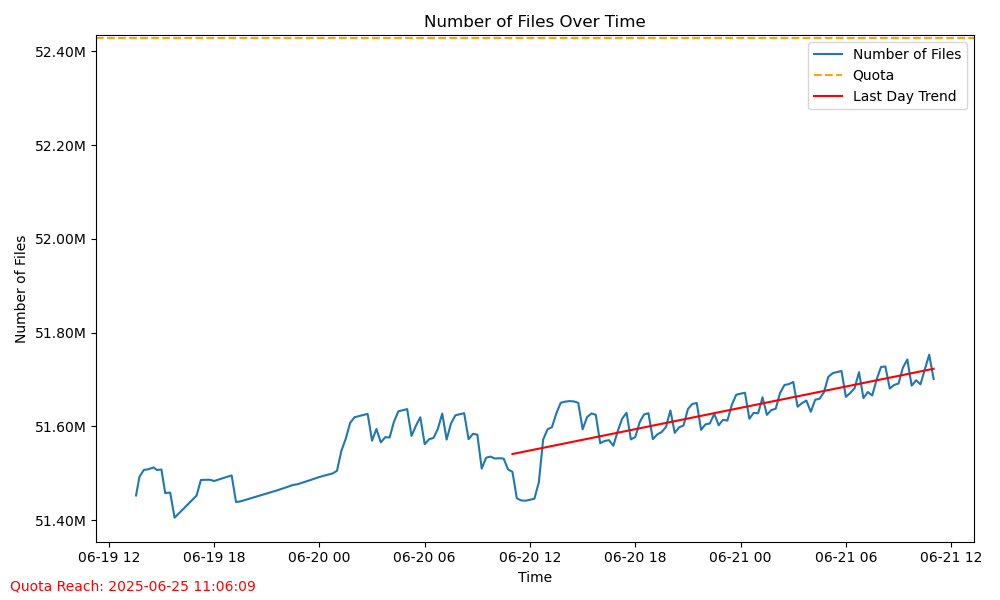 Number of Files Over Time
52.40M
52.20M
52.00M
51.80M
51.60M
51.40M
Number of Files
Number of Files
Quota
Last Day Trend
06-19 12
06-19 18
06-20 00
06-20 06
06-20 12
06-20 18
06-21 00
06-21 06
06-21 12
Time
Quota Reach: 2025-06-25 11:06:09